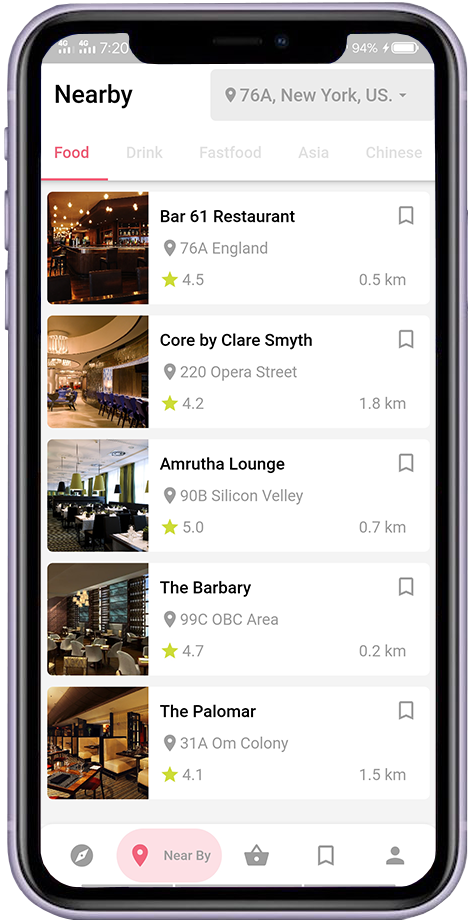 4G 4G 7:20 94%
Nearby
76A, New York, US.
Food Drink Fastfood Asia Chinese
Bar 61 Restaurant
76A England
4.5 0.5 km
Core by Clare Smyth
220 Opera Street
4.2 1.8 km
Amrutha Lounge
90B Silicon Velley
5.0 0.7 km
The Barbary
99C OBC Area
4.7 0.2 km
The Palomar
31A Om Colony
4.1 1.5 km
Near By